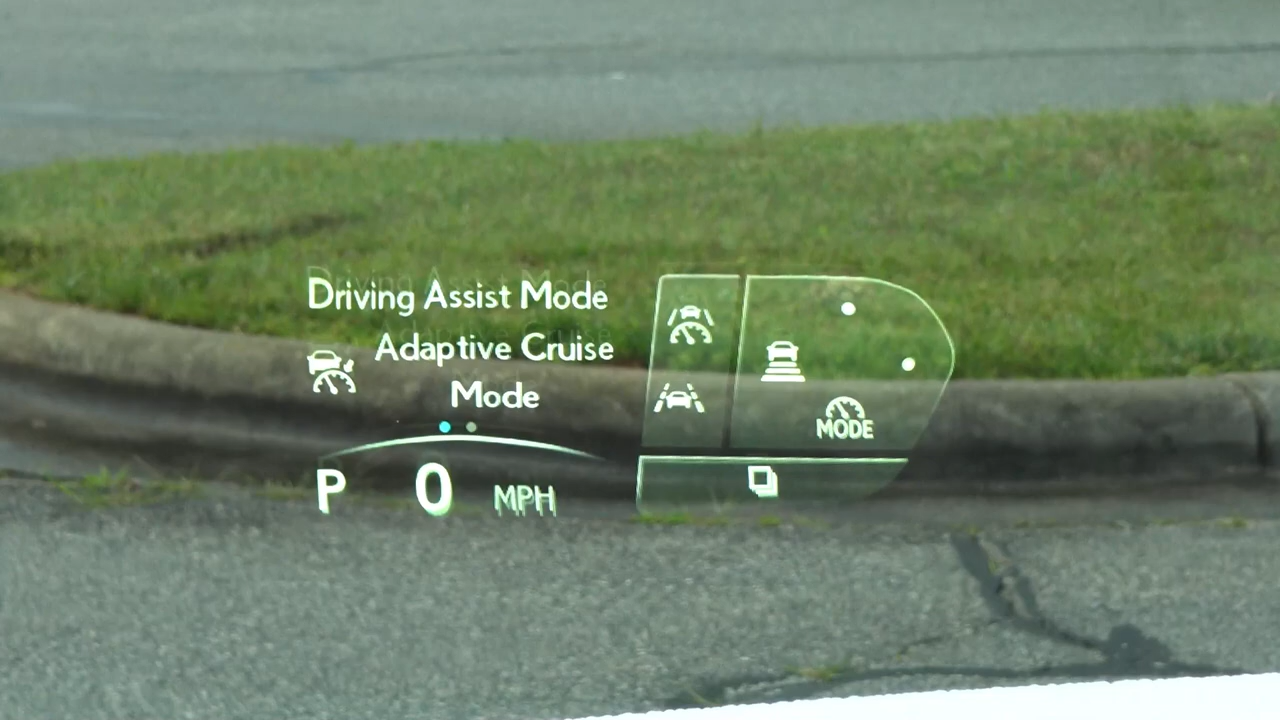 Driving Assist Mode
Adaptive Cruise
Mode
P 0 MPH
MODE